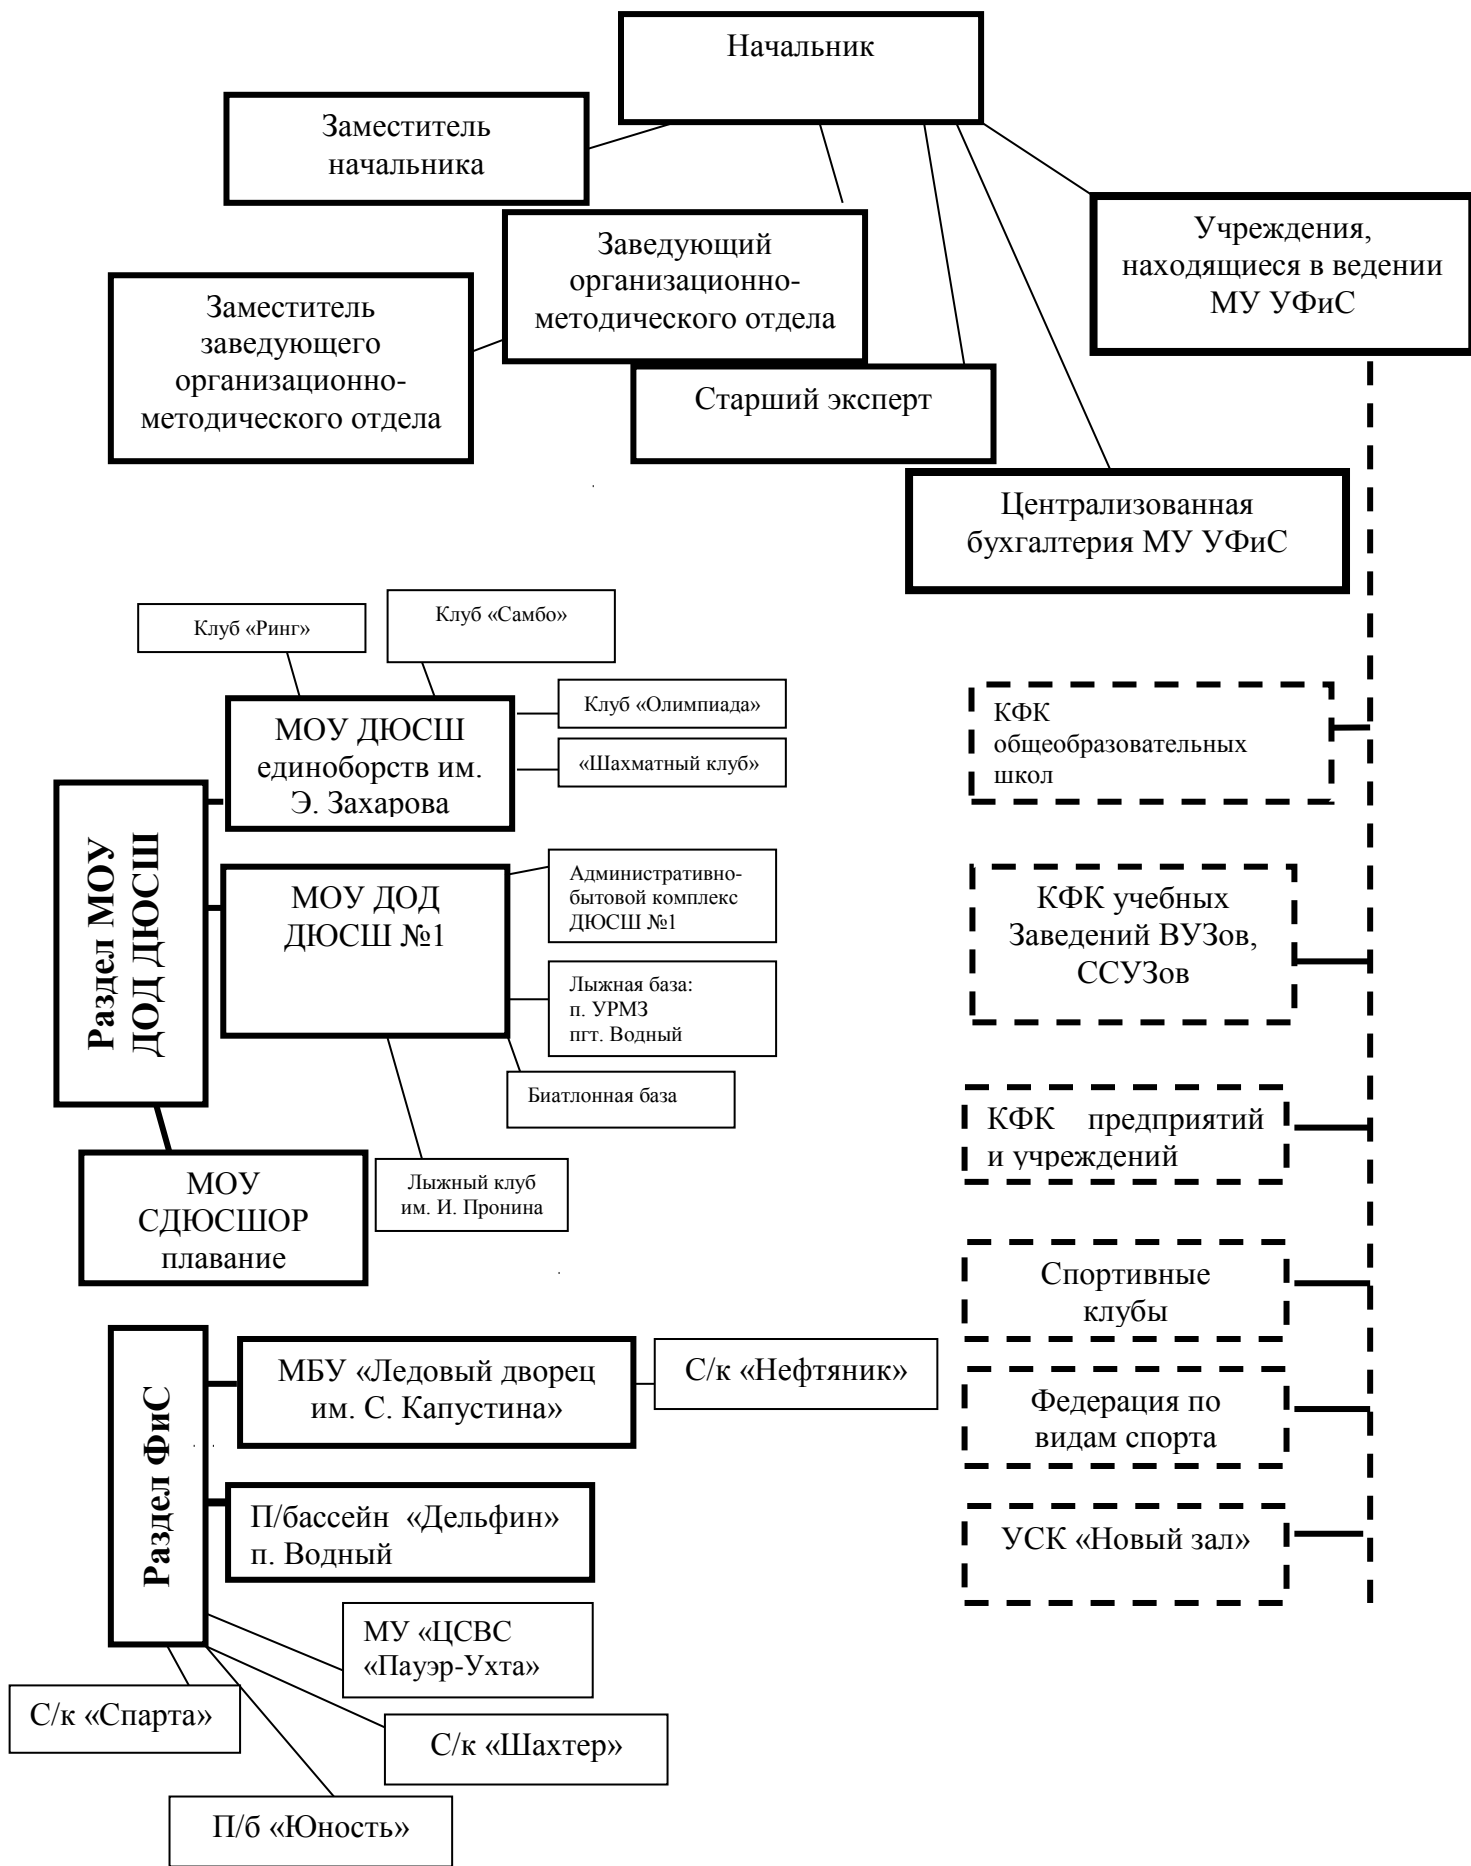 Начальник
Заместитель
начальника
Учреждения,
находящиеся в ведении
МУ УФиС
Заведующий
организационно-
методического отдела
Заместитель
заведующего
организационно-
методического отдела
Старший эксперт
Централизованная
бухгалтерия МУ УФиС
Клуб «Ринг»
Клуб «Самбо»
Клуб «Олимпиада»
«Шахматный клуб»
МОУ ДЮСШ
единоборств им.
Э. Захарова
Раздел МОУ
ДОД ДЮСШ
МОУ ДОД
ДЮСШ №1
Административно-
бытовой комплекс
ДЮСШ №1
Лыжная база:
п. УРМЗ
пгт. Водный
Биатлонная база
Лыжный клуб
им. И. Пронина
МОУ
СДЮСШОР
плавание
КФК
общеобразовательных
школ
КФК учебных
Заведений ВУЗов,
ССУЗов
КФК предприятий
и учреждений
Спортивные
клубы
Федерация по
видам спорта
УСК «Новый зал»
Раздел ФиС
МБУ «Ледовый дворец
им. С. Капустина»
С/к «Нефтяник»
П/бассейн «Дельфин»
п. Водный
МУ «ЦСВС
«Пауэр-Ухта»
С/к «Спарта»
С/к «Шахтер»
П/б «Юность»